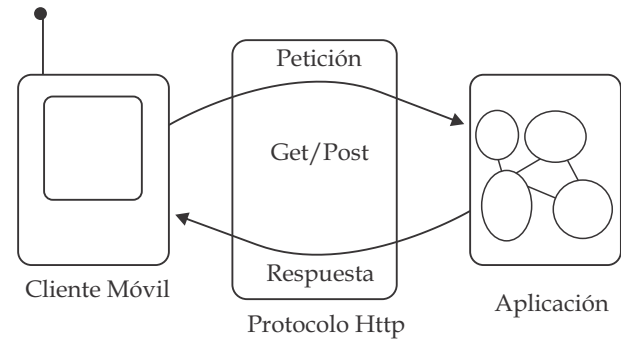 Petición
Get/Post
Respuesta
Cliente Móvil
Aplicación
Protocolo Http